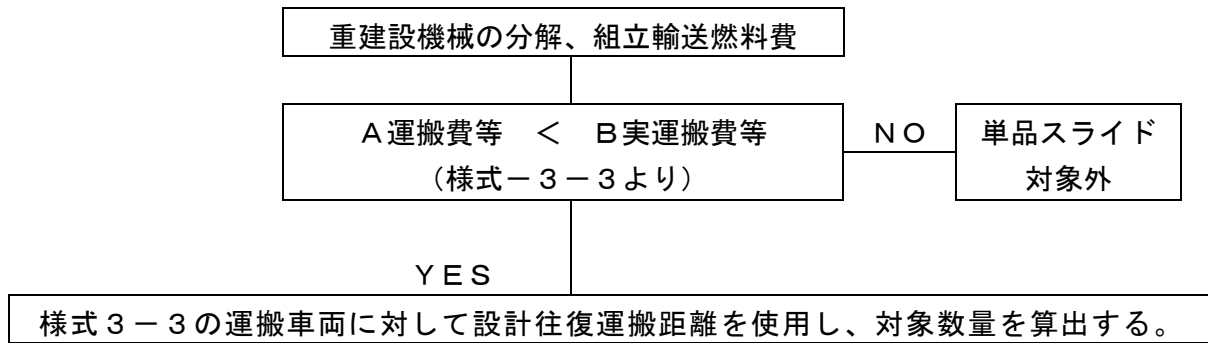 重建設機械の分解、組立輸送燃料費
A運搬費等　＜　B実運搬費等
（様式－３－３より）
ＮＯ
単品スライド
対象外
ＹＥＳ
様式３－３の運搬車両に対して設計往復運搬距離を使用し、対象数量を算出する。